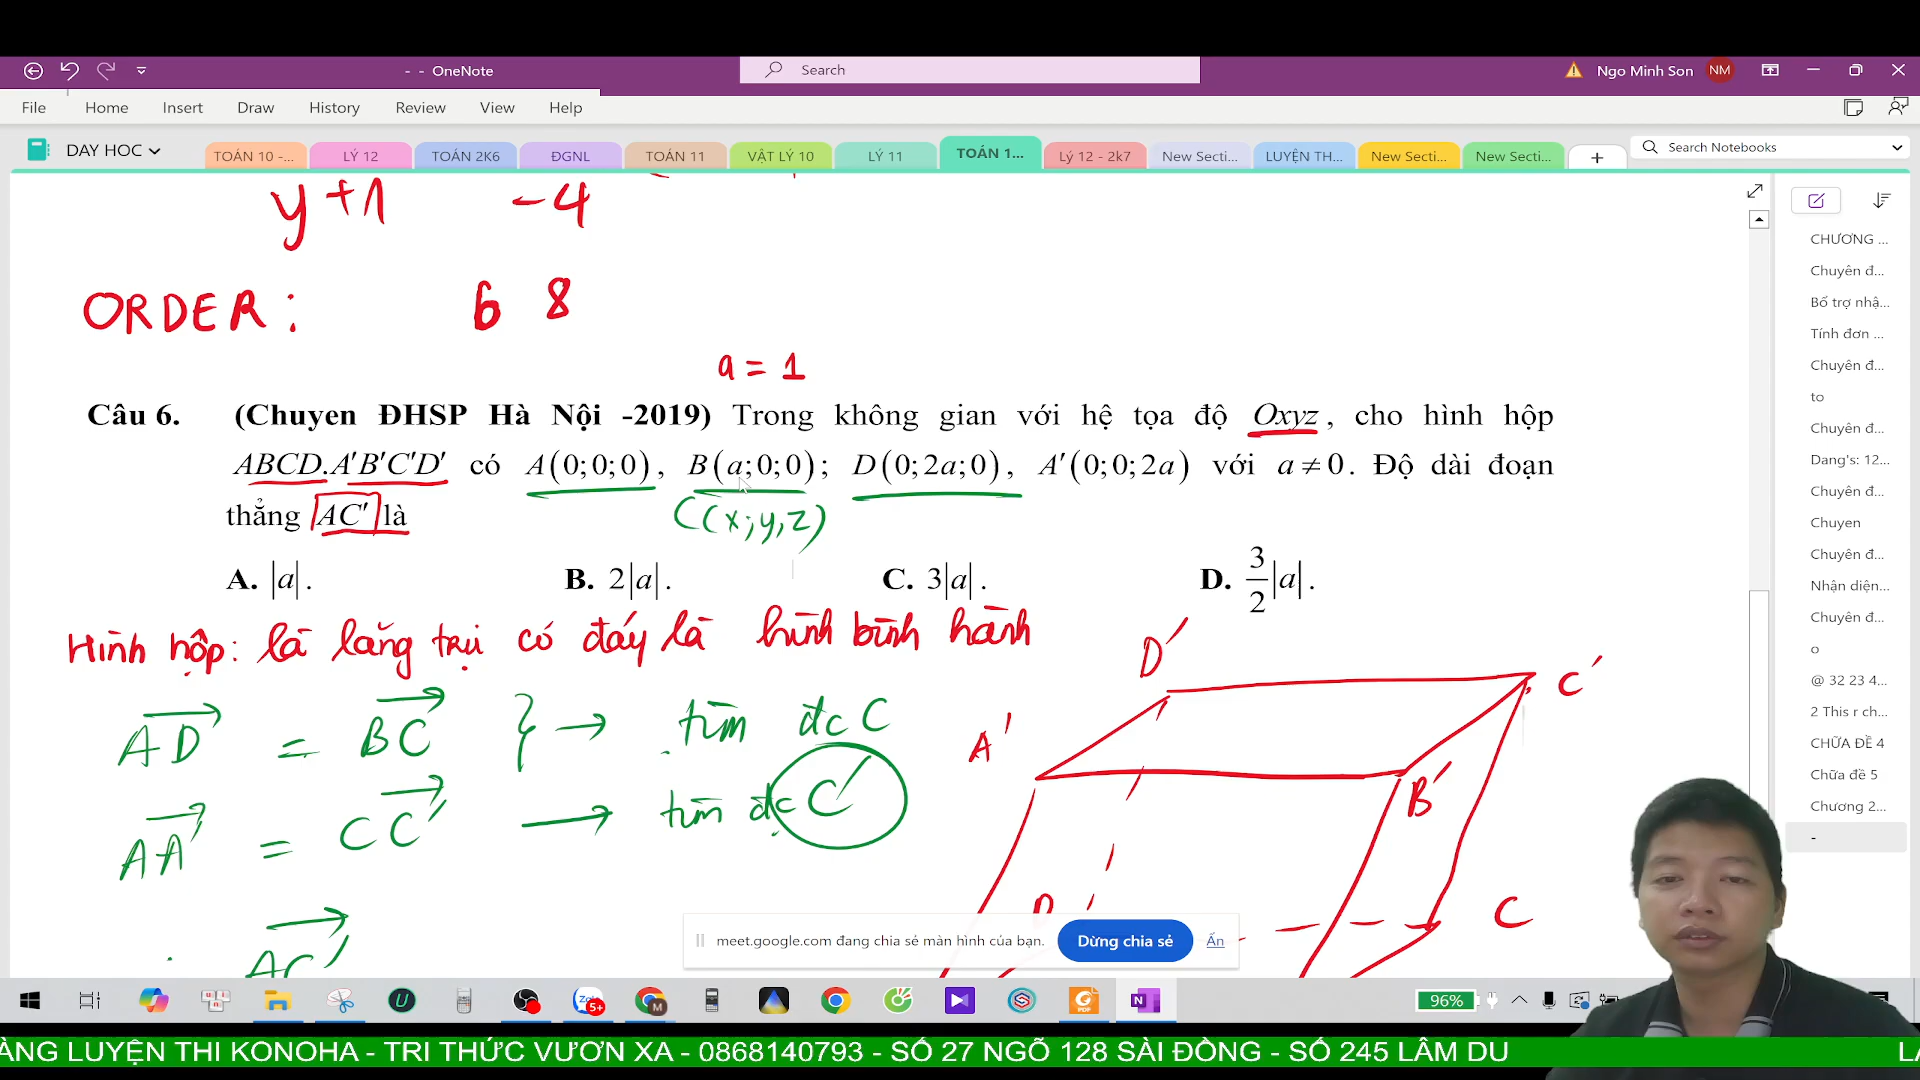 - - OneNote
Search
Ngo Minh Son NM
File Home Insert Draw History Review View Help
DAY HOC
TOÁN 10 -... LÝ 12 TOÁN 2K6 ĐGNL TOÁN 11 VẬT LÝ 10 LÝ 11 TOÁN 1... Lý 12 - 2k7 New Secti... LUYỆN TH... New Secti... New Secti... +
Search Notebooks
y + 1 - 4
ORDER : 6 8
a = 1
Câu 6. (Chuyen ĐHSP Hà Nội -2019) Trong không gian với hệ tọa độ Oxyz, cho hình hộp
ABCD.A'B'C'D' có A(0;0;0), B(a;0;0); D(0;2a;0), A'(0;0;2a) với a≠0. Độ dài đoạn
thẳng AC' là
C(x;y,z)
A. |a|. B. 2|a|. C. 3|a|. D. 3/2|a|.
Hình hộp: là lăng trụ có đáy là hình bình hành
AD = BC } → tìm đc C
AA' = CC' → tìm đc C'
AC'
D'
C'
A'
B'
C
CHƯƠNG ...
Chuyên đ...
Bổ trợ nhậ...
Tính đơn ...
Chuyên đ...
to
Chuyên đ...
Dang's: 12...
Chuyên đ...
Chuyen
Chuyên đ...
Nhận diện...
Chuyên đ...
o
@ 32 23 4...
2 This r ch...
CHỮA ĐỀ 4
Chữa đề 5
Chương 2...
-
meet.google.com đang chia sẻ màn hình của bạn. Dừng chia sẻ Ẩn
96%
ÀNG LUYỆN THI KONOHA - TRI THỨC VƯƠN XA - 0868140793 - SỐ 27 NGÕ 128 SÀI ĐỒNG - SỐ 245 LÂM DU